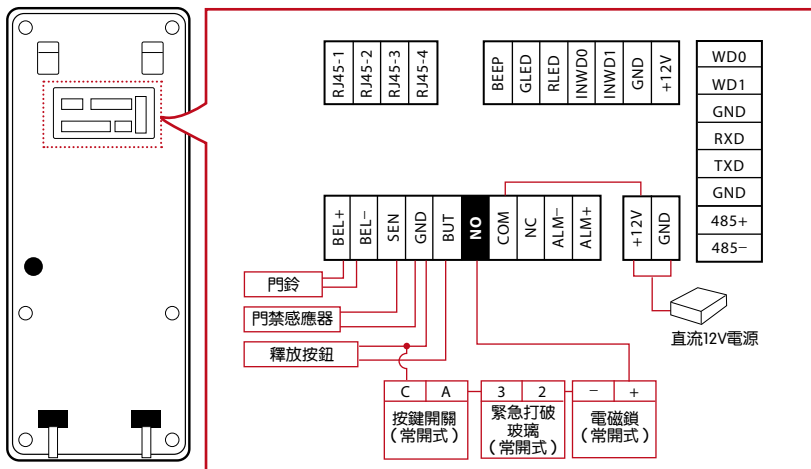 RJ45-1
RJ45-2
RJ45-3
RJ45-4
BEEP
GLED
RLED
INWD0
INWD1
GND
+12V
WD0
WD1
GND
RXD
TXD
GND
485+
485−
BEL+
BEL−
SEN
GND
BUT
NO
COM
NC
ALM−
ALM+
+12V
GND
門鈴
門禁感應器
釋放按鈕
直流12V電源
C A
按鍵開關
（常開式）
3 2
緊急打破
玻璃
（常開式）
− +
電磁鎖
（常開式）